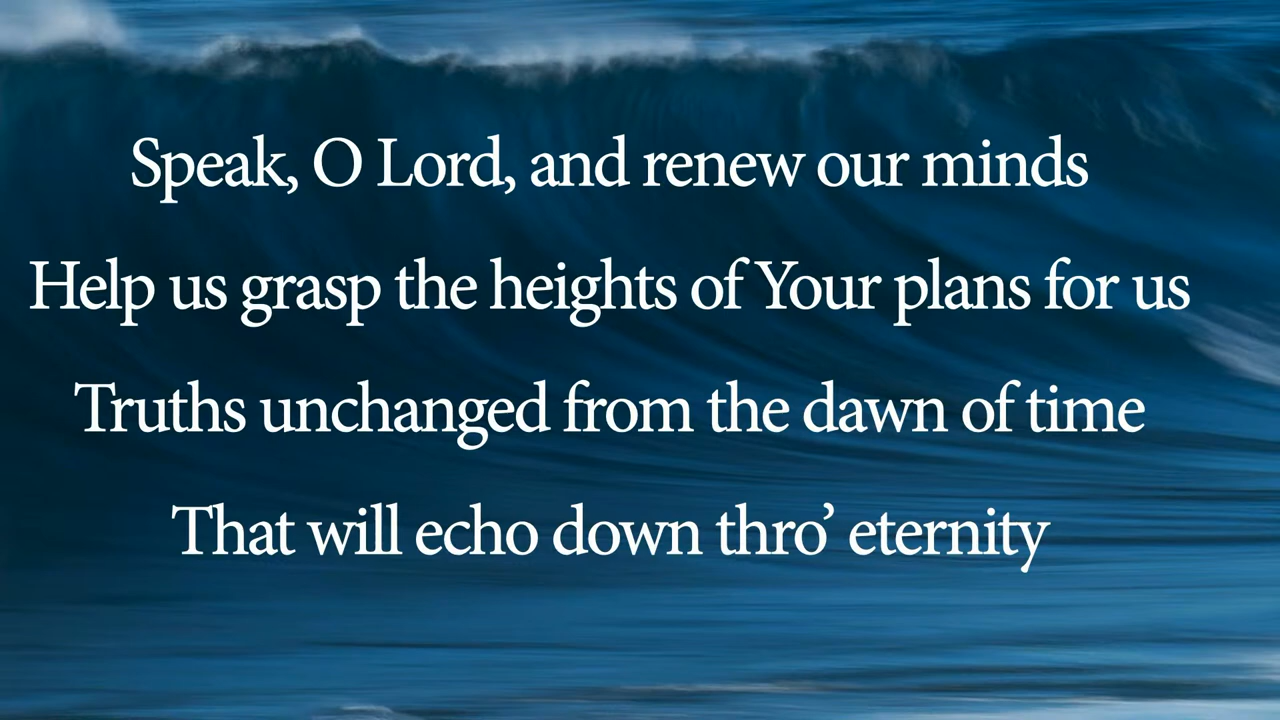 Speak, O Lord, and renew our minds
Help us grasp the heights of Your plans for us
Truths unchanged from the dawn of time
That will echo down thro’ eternity